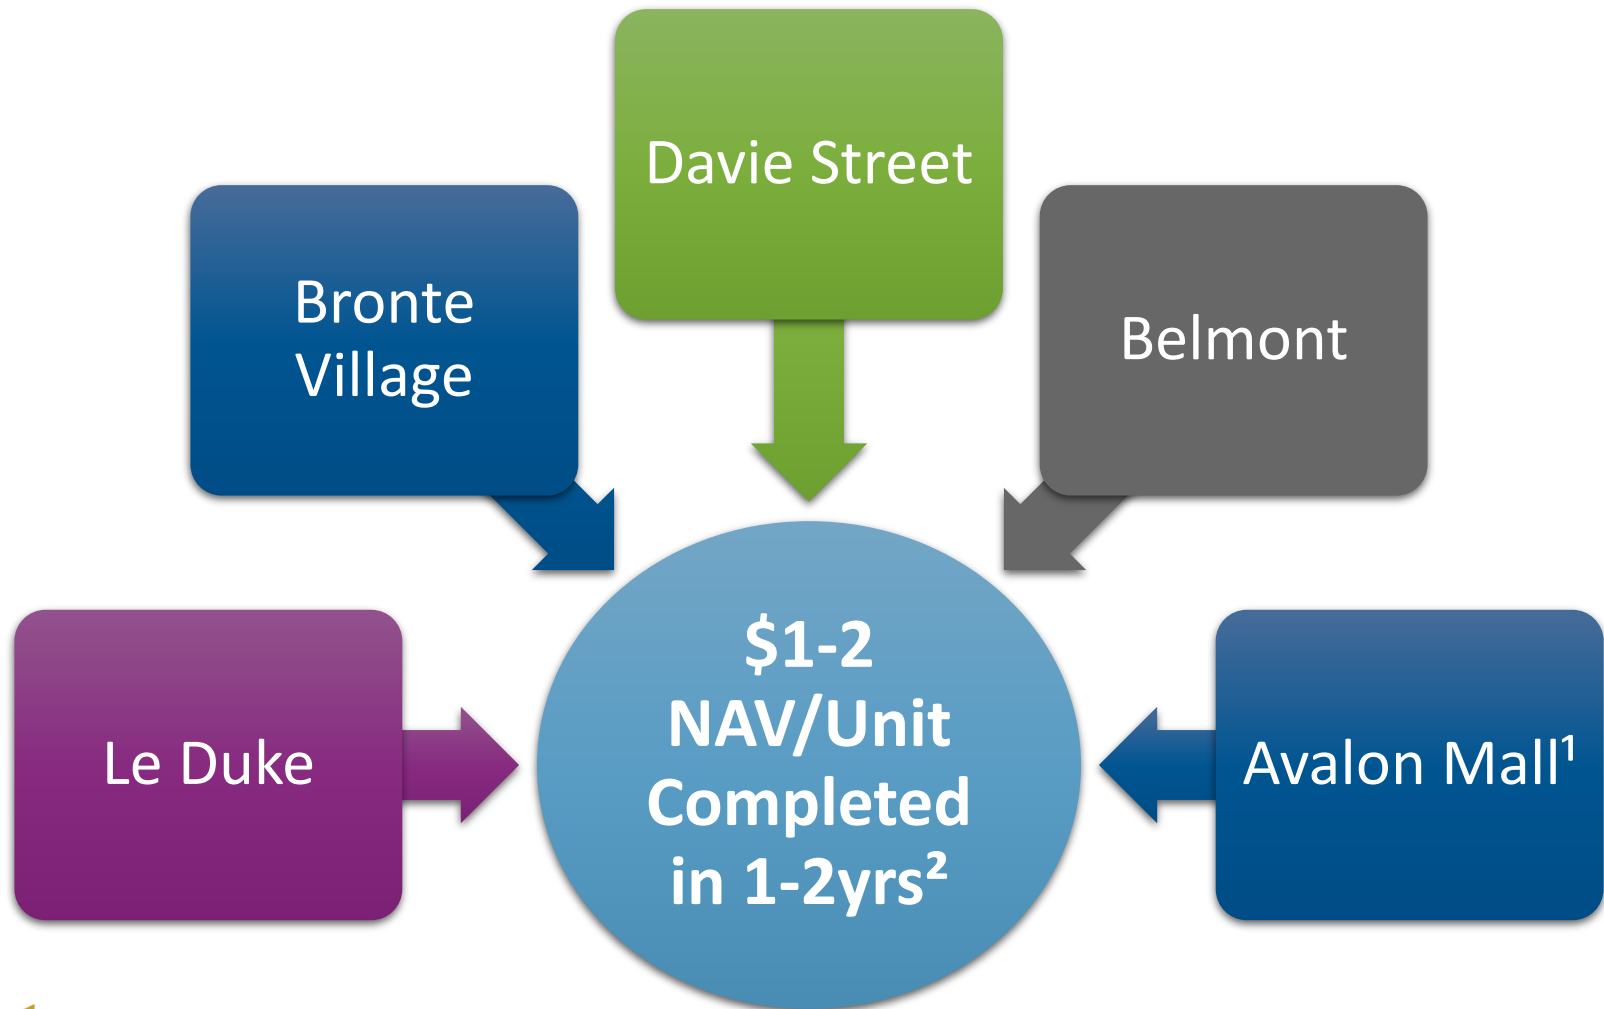 Davie Street
Bronte
Village
Belmont
Le Duke
$1-2
NAV/Unit
Completed
in 1-2yrs²
Avalon Mall¹